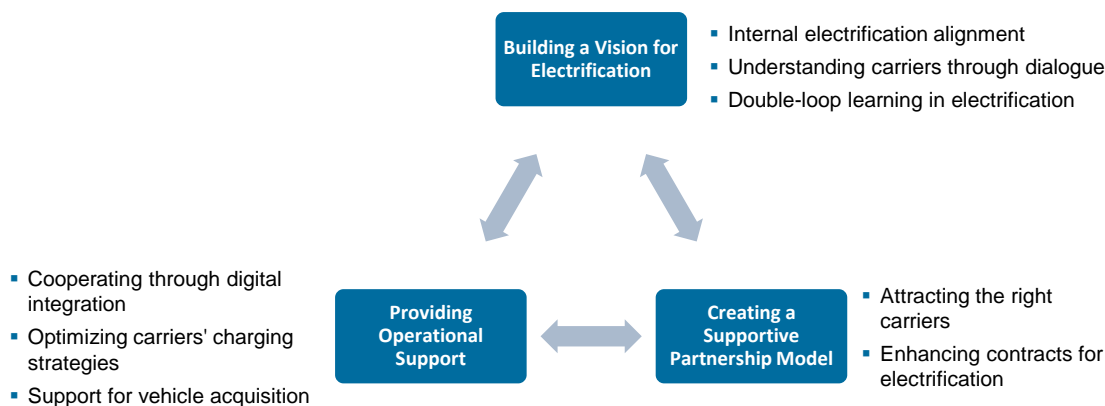 Building a Vision for
Electrification
▪ Internal electrification alignment
▪ Understanding carriers through dialogue
▪ Double-loop learning in electrification
▪ Cooperating through digital
integration
▪ Optimizing carriers' charging
strategies
▪ Support for vehicle acquisition
Providing
Operational
Support
Creating a
Supportive
Partnership Model
▪ Attracting the right
carriers
▪ Enhancing contracts for
electrification